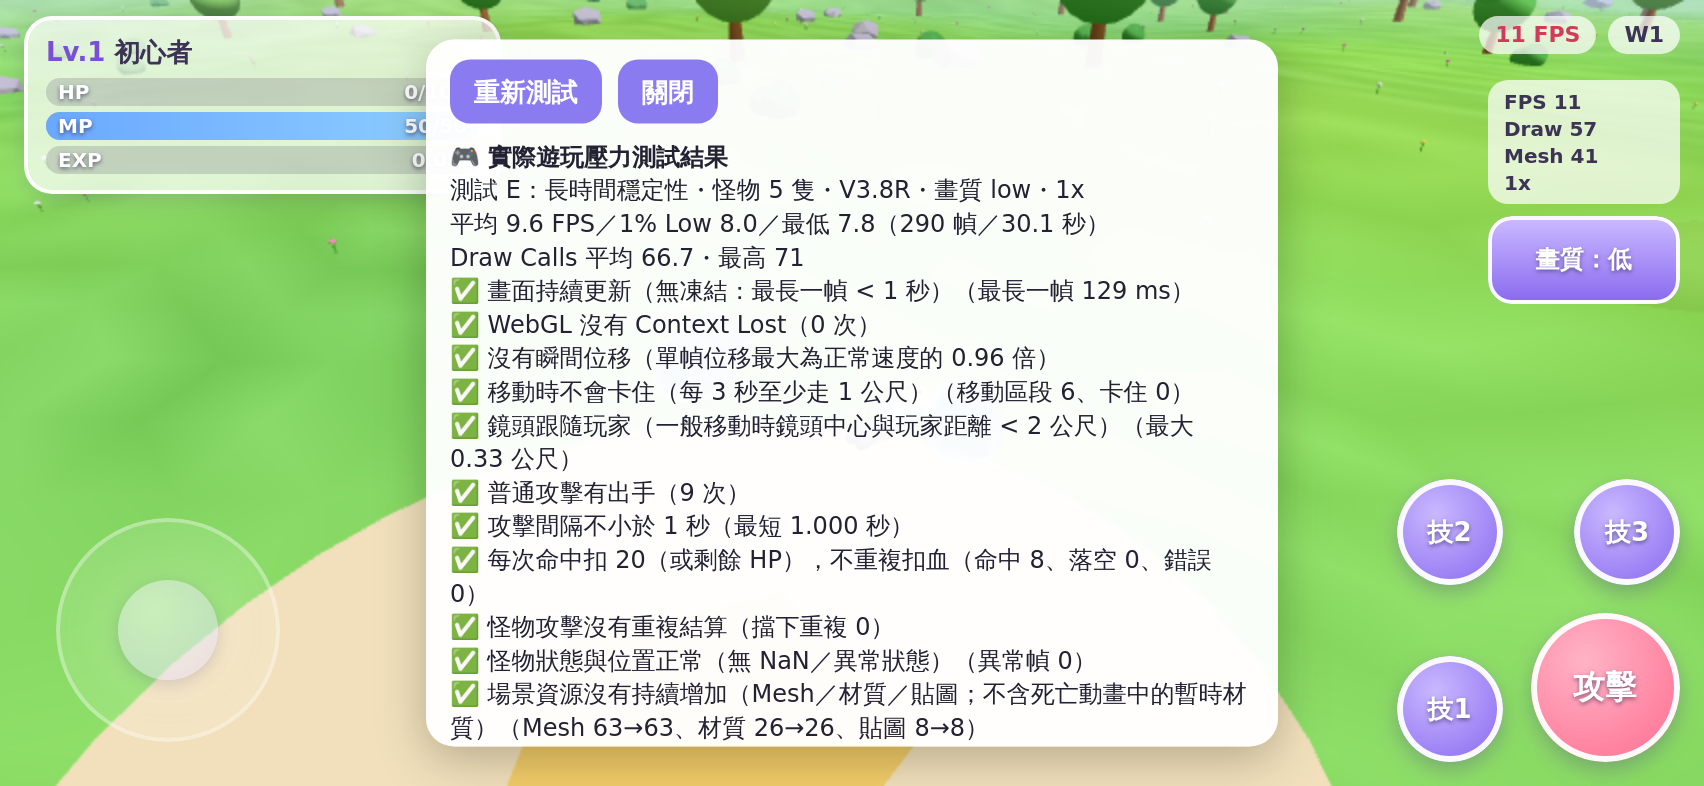 Lv.1 初心者
HP 0/
MP 50/50
EXP 0
重新測試 關閉
🎮 實際遊玩壓力測試結果
測試 E：長時間穩定性・怪物 5 隻・V3.8R・畫質 low・1x
平均 9.6 FPS／1% Low 8.0／最低 7.8（290 幀／30.1 秒）
Draw Calls 平均 66.7・最高 71
✅ 畫面持續更新（無凍結：最長一幀 < 1 秒）（最長一幀 129 ms）
✅ WebGL 沒有 Context Lost（0 次）
✅ 沒有瞬間位移（單幀位移最大為正常速度的 0.96 倍）
✅ 移動時不會卡住（每 3 秒至少走 1 公尺）（移動區段 6、卡住 0）
✅ 鏡頭跟隨玩家（一般移動時鏡頭中心與玩家距離 < 2 公尺）（最大
0.33 公尺）
✅ 普通攻擊有出手（9 次）
✅ 攻擊間隔不小於 1 秒（最短 1.000 秒）
✅ 每次命中扣 20（或剩餘 HP），不重複扣血（命中 8、落空 0、錯誤
0）
✅ 怪物攻擊沒有重複結算（擋下重複 0）
✅ 怪物狀態與位置正常（無 NaN／異常狀態）（異常幀 0）
✅ 場景資源沒有持續增加（Mesh／材質／貼圖；不含死亡動畫中的暫時材
質）（Mesh 63→63、材質 26→26、貼圖 8→8）
11 FPS W1
FPS 11
Draw 57
Mesh 41
1x
畫質：低
技2 技3
技1 攻擊